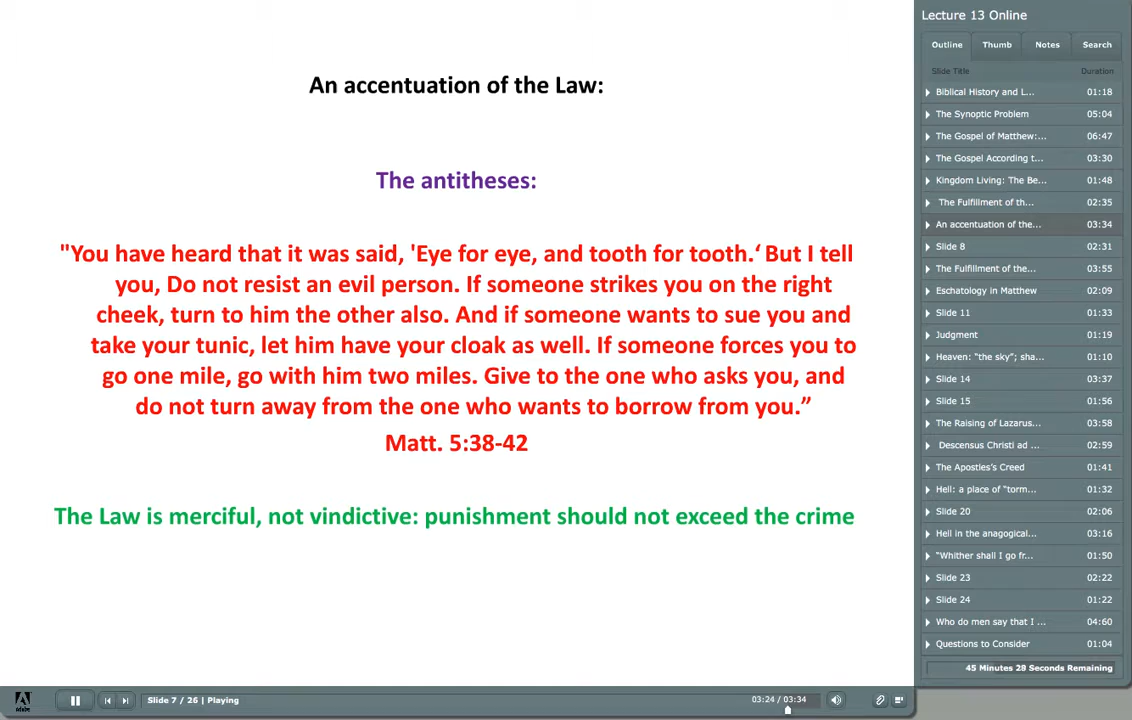 An accentuation of the Law:
The antitheses:
"You have heard that it was said, 'Eye for eye, and tooth for tooth.‘ But I tell
you, Do not resist an evil person. If someone strikes you on the right
cheek, turn to him the other also. And if someone wants to sue you and
take your tunic, let him have your cloak as well. If someone forces you to
go one mile, go with him two miles. Give to the one who asks you, and
do not turn away from the one who wants to borrow from you.”
Matt. 5:38-42
The Law is merciful, not vindictive: punishment should not exceed the crime
Lecture 13 Online
Outline Thumb Notes Search
Slide Title Duration
Biblical History and L... 01:18
The Synoptic Problem 05:04
The Gospel of Matthew:... 06:47
The Gospel According t... 03:30
Kingdom Living: The Be... 01:48
The Fulfillment of th... 02:35
An accentuation of the... 03:34
Slide 8 02:31
The Fulfillment of the... 03:55
Eschatology in Matthew 02:09
Slide 11 01:33
Judgment 01:19
Heaven: “the sky”; sha... 01:10
Slide 14 03:37
Slide 15 01:56
The Raising of Lazarus... 03:58
Descensus Christi ad ... 02:59
The Apostles’s Creed 01:41
Hell: a place of “torm... 01:32
Slide 20 02:06
Hell in the anagogical... 03:16
“Whither shall I go fr... 01:50
Slide 23 02:22
Slide 24 01:22
Who do men say that I ... 04:60
Questions to Consider 01:04
45 Minutes 28 Seconds Remaining
Adobe
Slide 7 / 26 | Playing
03:24 / 03:34